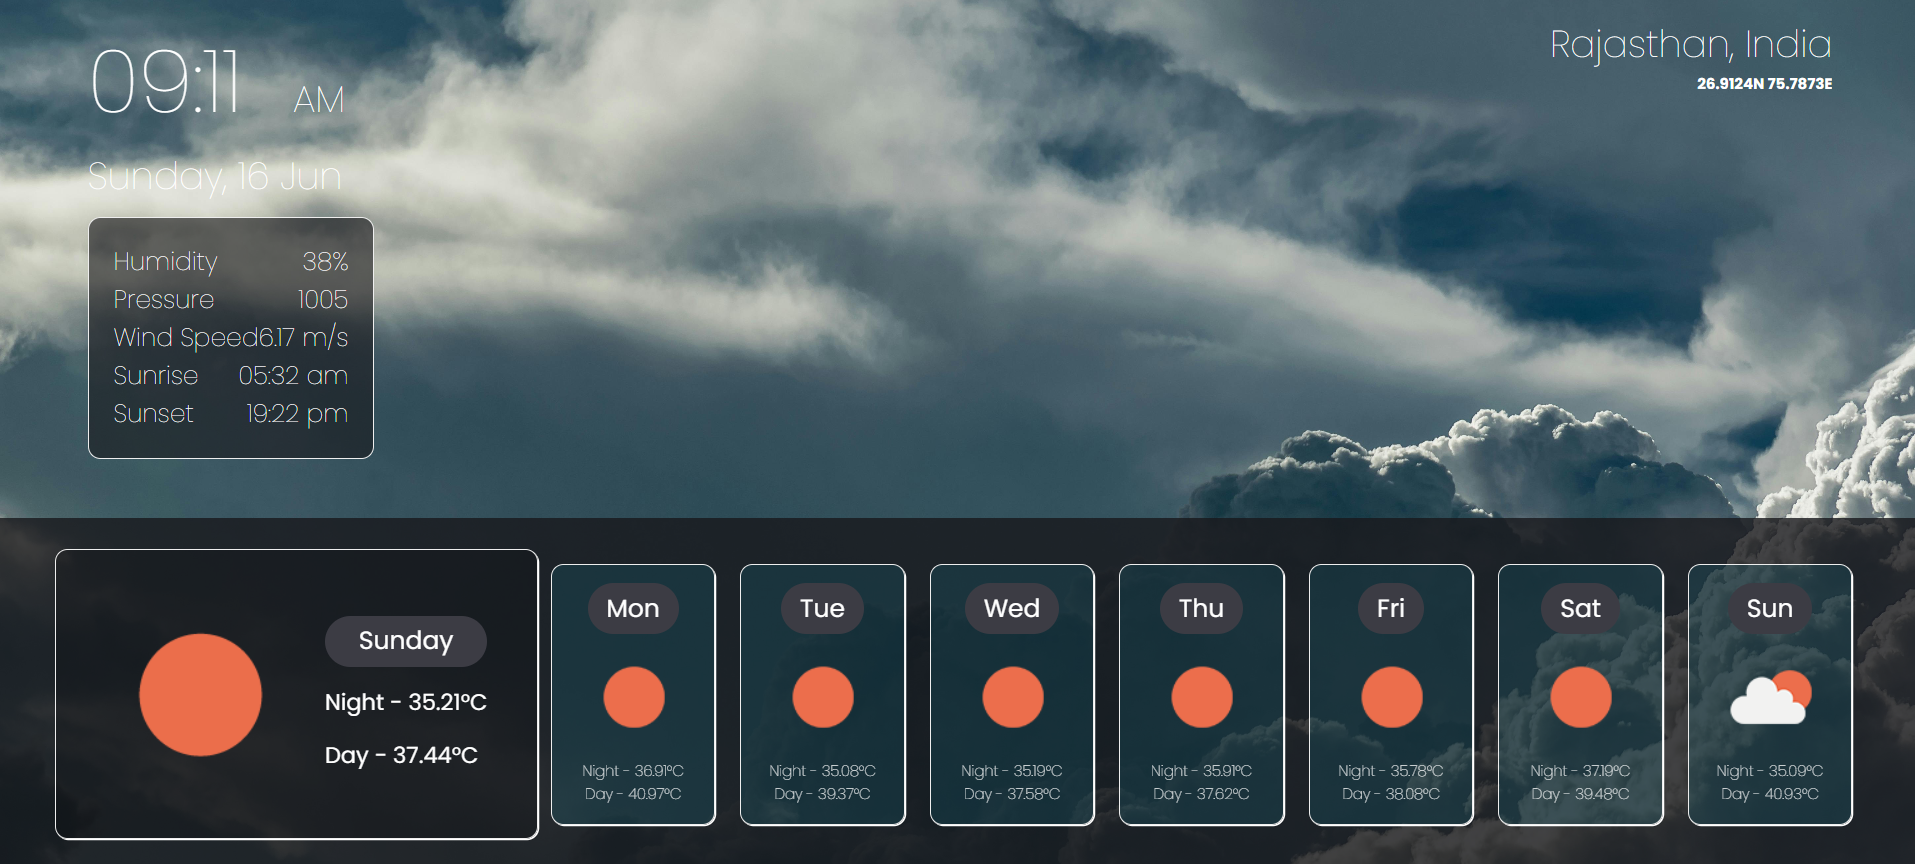 09:11 AM
Sunday, 16 Jun
Rajasthan, India
26.9124N 75.7873E
Humidity 38%
Pressure 1005
Wind Speed6.17 m/s
Sunrise 05:32 am
Sunset 19:22 pm
Sunday
Night - 35.21°C
Day - 37.44°C
Mon
Night - 36.91°C
Day - 40.97°C
Tue
Night - 35.08°C
Day - 39.37°C
Wed
Night - 35.19°C
Day - 37.58°C
Thu
Night - 35.91°C
Day - 37.62°C
Fri
Night - 35.78°C
Day - 38.08°C
Sat
Night - 37.19°C
Day - 39.48°C
Sun
Night - 35.09°C
Day - 40.93°C